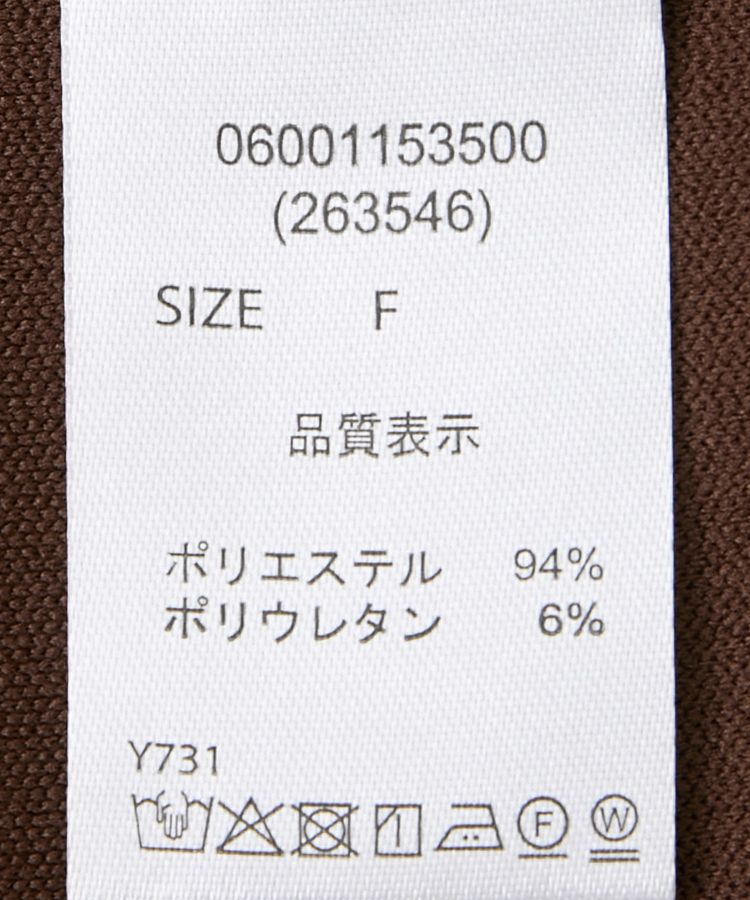 06001153500
(263546)
SIZE F
品質表示
ポリエステル 94%
ポリウレタン 6%
Y731
F W